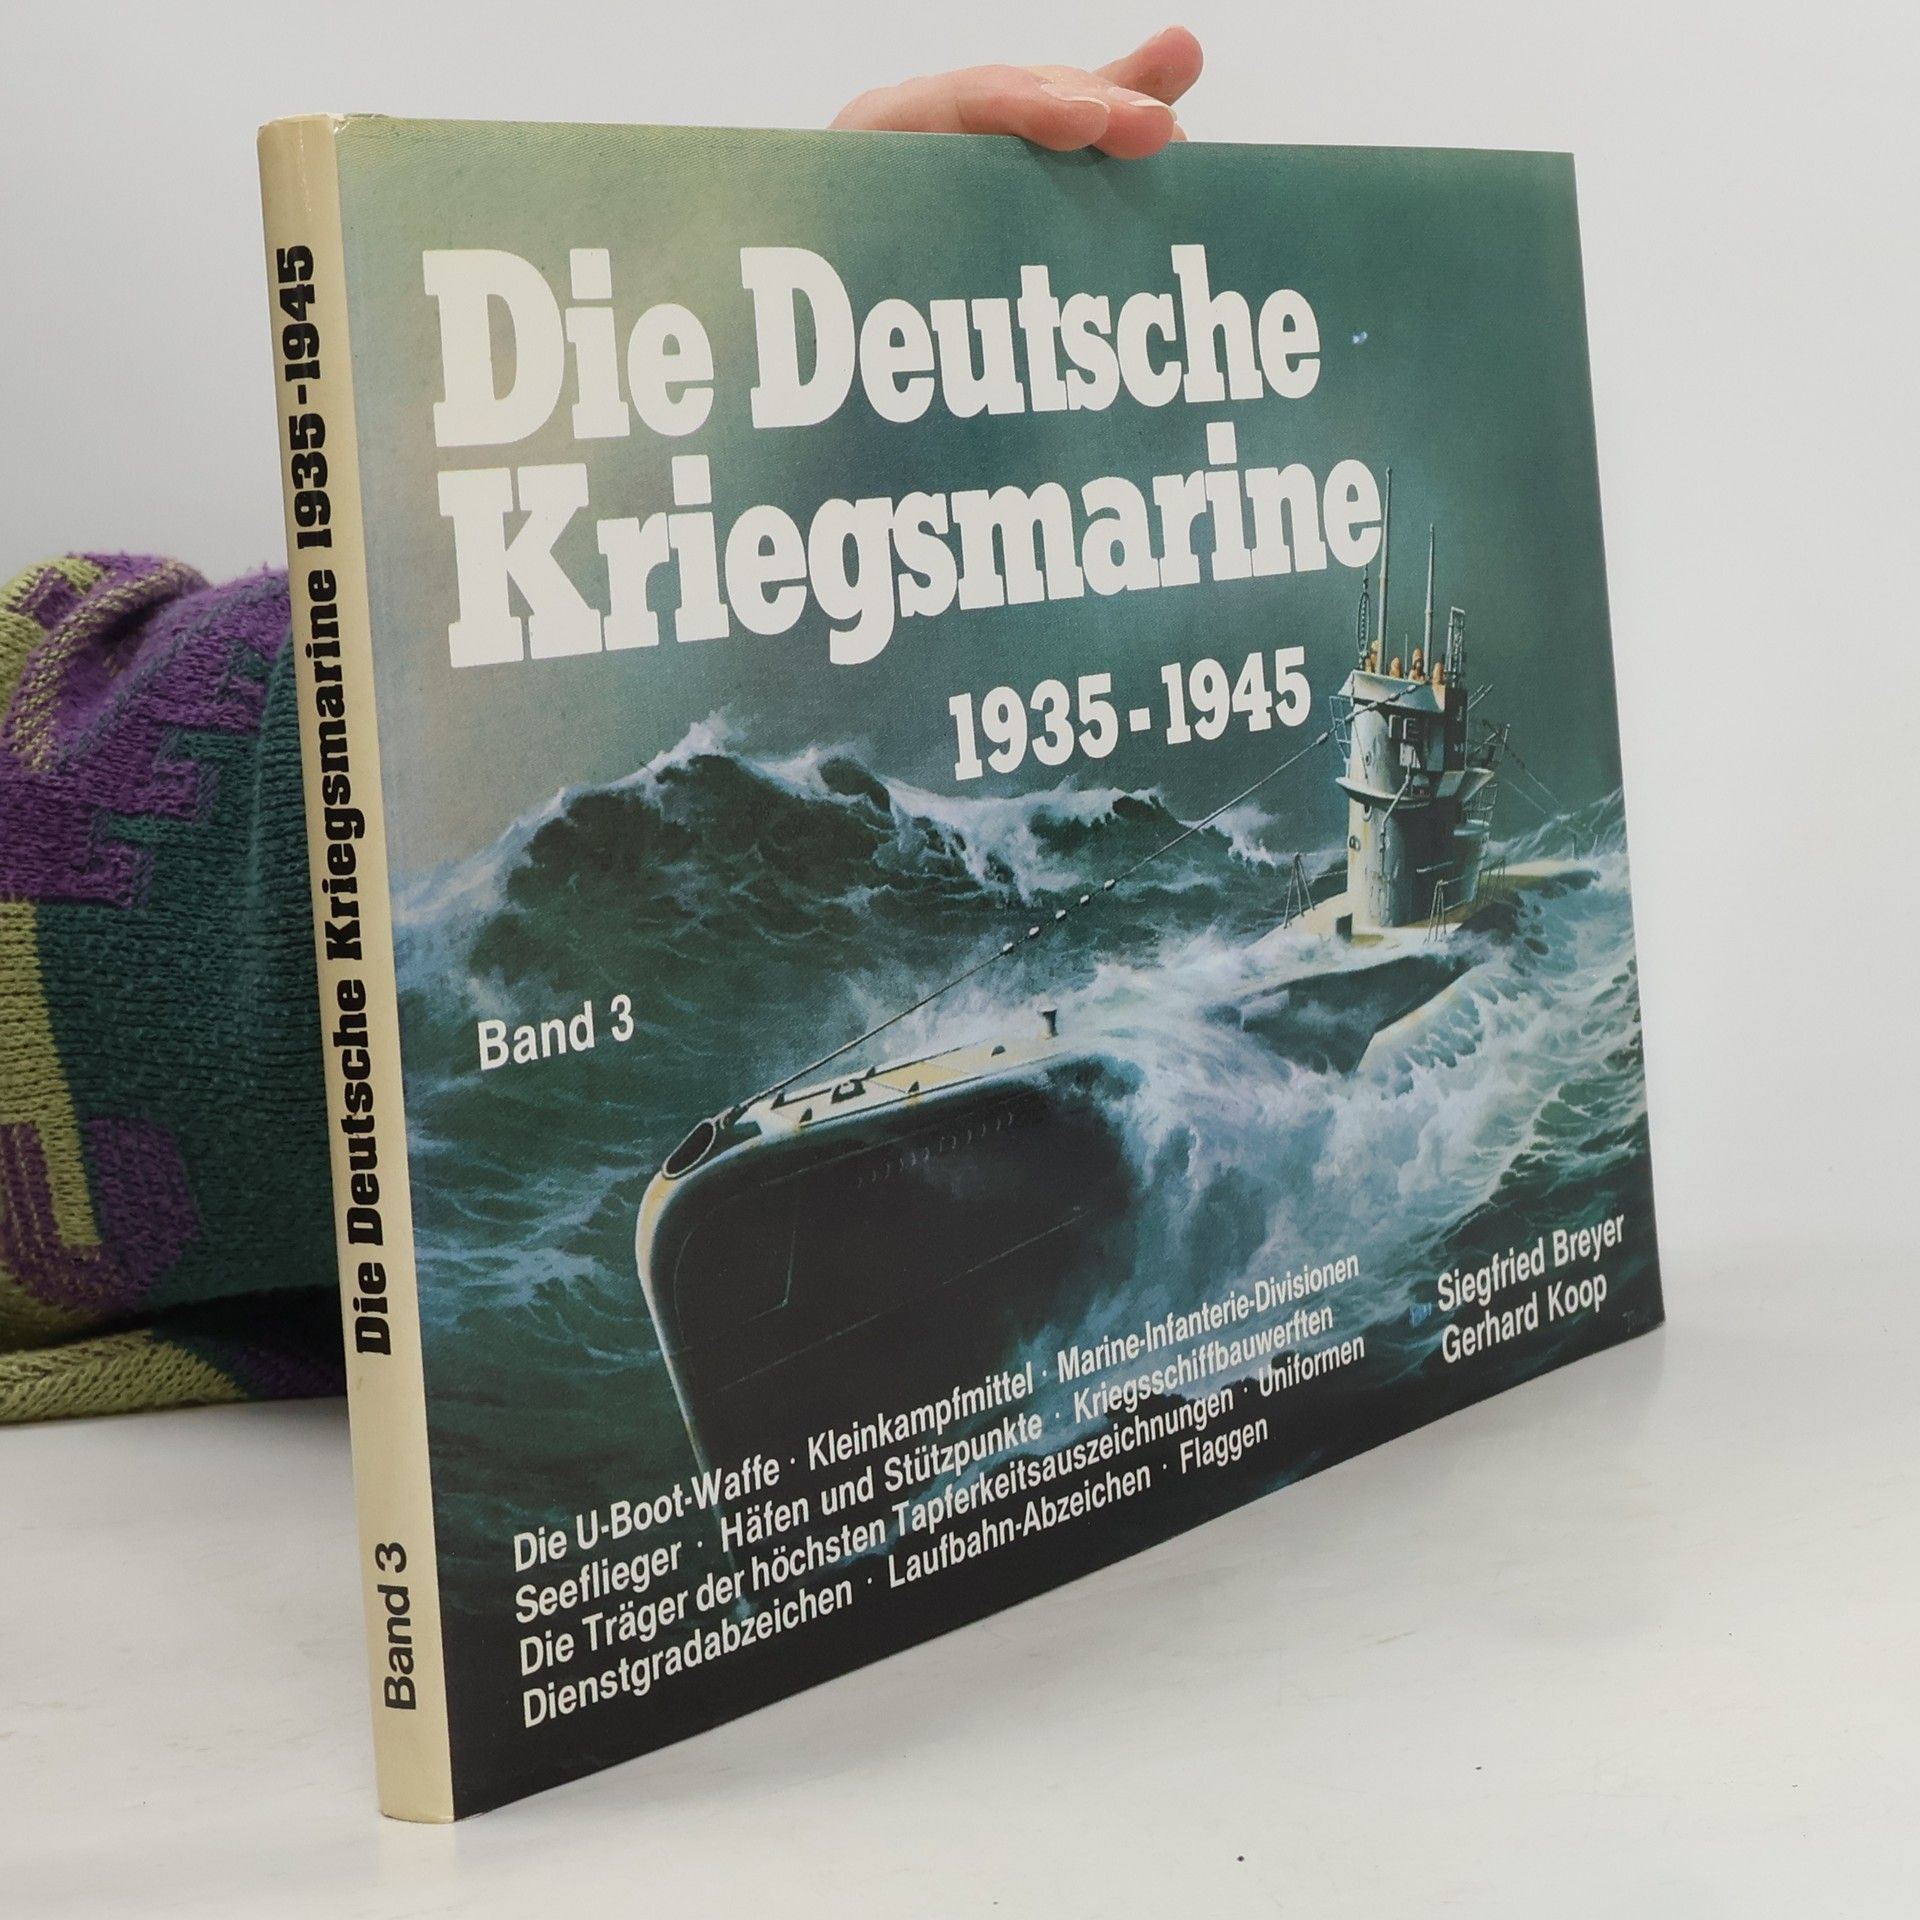 Die Deutsche Kriegsmarine 1935-1945
Band 3
Die Deutsche
Kriegsmarine
1935-1945
Band 3
Die U-Boot-Waffe · Kleinkampfmittel · Marine-Infanterie-Divisionen
Seeflieger · Häfen und Stützpunkte · Kriegsschiffbauwerften
Die Träger der höchsten Tapferkeitsauszeichnungen · Uniformen
Dienstgradabzeichen · Laufbahn-Abzeichen · Flaggen
Siegfried Breyer
Gerhard Koop